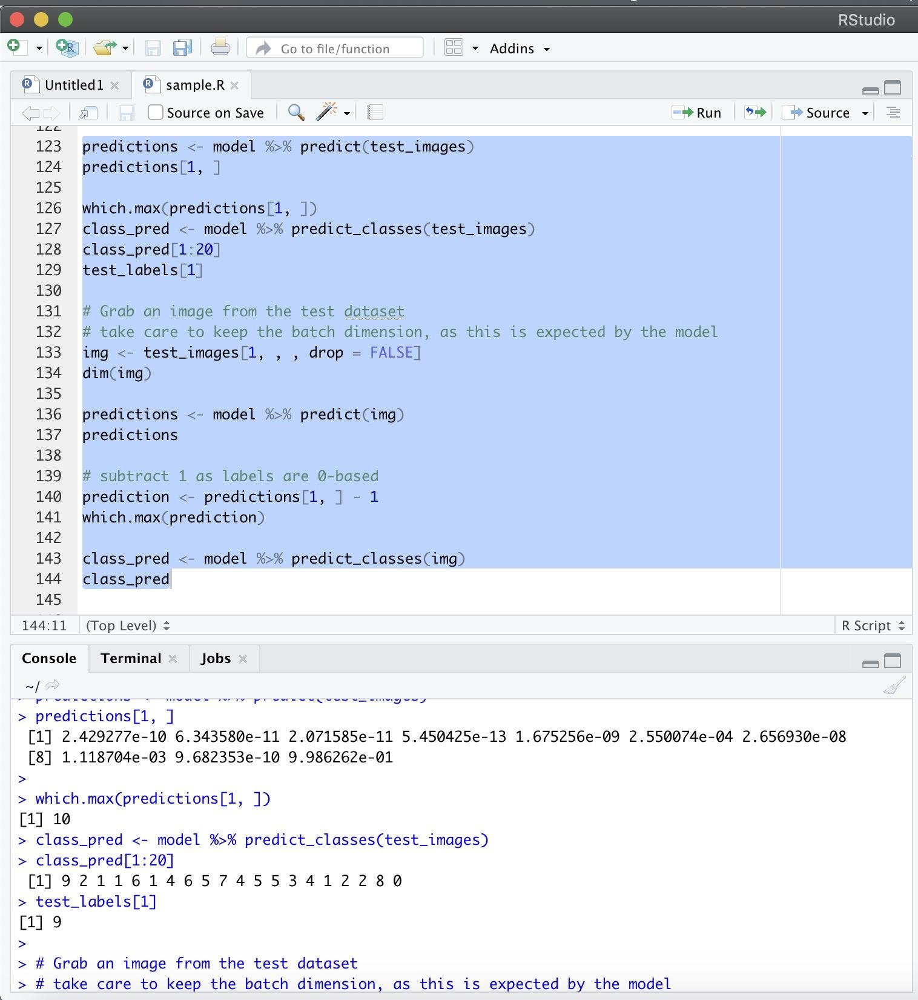 RStudio
Go to file/function
Addins
Untitled1
sample.R
Source on Save
Run
Source
122
123 predictions <- model %>% predict(test_images)
124 predictions[1, ]
125
126 which.max(predictions[1, ])
127 class_pred <- model %>% predict_classes(test_images)
128 class_pred[1:20]
129 test_labels[1]
130
131 # Grab an image from the test dataset
132 # take care to keep the batch dimension, as this is expected by the model
133 img <- test_images[1, , , drop = FALSE]
134 dim(img)
135
136 predictions <- model %>% predict(img)
137 predictions
138
139 # subtract 1 as labels are 0-based
140 prediction <- predictions[1, ] - 1
141 which.max(prediction)
142
143 class_pred <- model %>% predict_classes(img)
144 class_pred
145
144:11 (Top Level) R Script
Console Terminal Jobs
~/
> predictions <- model %>% predict(test_images)
> predictions[1, ]
[1] 2.429277e-10 6.343580e-11 2.071585e-11 5.450425e-13 1.675256e-09 2.550074e-04 2.656930e-08
[8] 1.118704e-03 9.682353e-10 9.986262e-01
>
> which.max(predictions[1, ])
[1] 10
> class_pred <- model %>% predict_classes(test_images)
> class_pred[1:20]
[1] 9 2 1 1 6 1 4 6 5 7 4 5 5 3 4 1 2 2 8 0
> test_labels[1]
[1] 9
>
> # Grab an image from the test dataset
> # take care to keep the batch dimension, as this is expected by the model